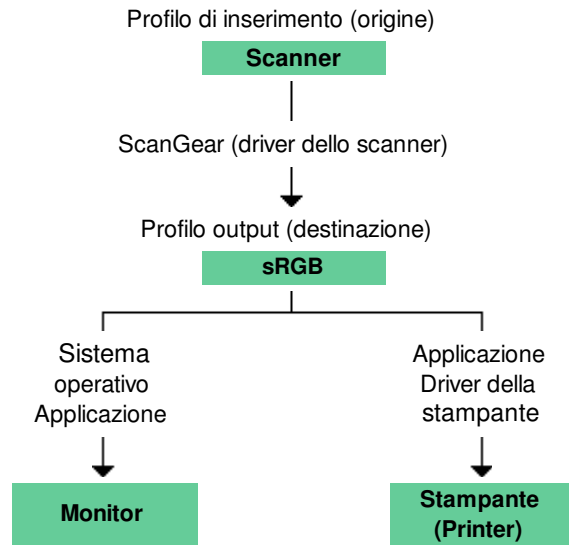 Profilo di inserimento (origine)
Scanner
ScanGear (driver dello scanner)
Profilo output (destinazione)
sRGB
Sistema
operativo
Applicazione
Applicazione
Driver della
stampante
Monitor
Stampante
(Printer)